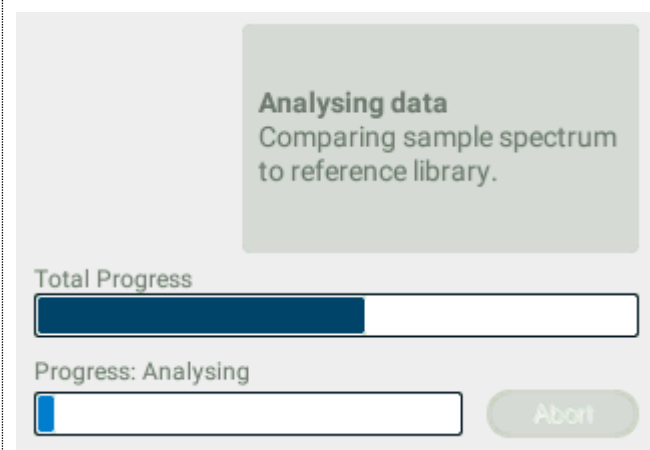 Analysing data
Comparing sample spectrum
to reference library.
Total Progress
Progress: Analysing
Abort